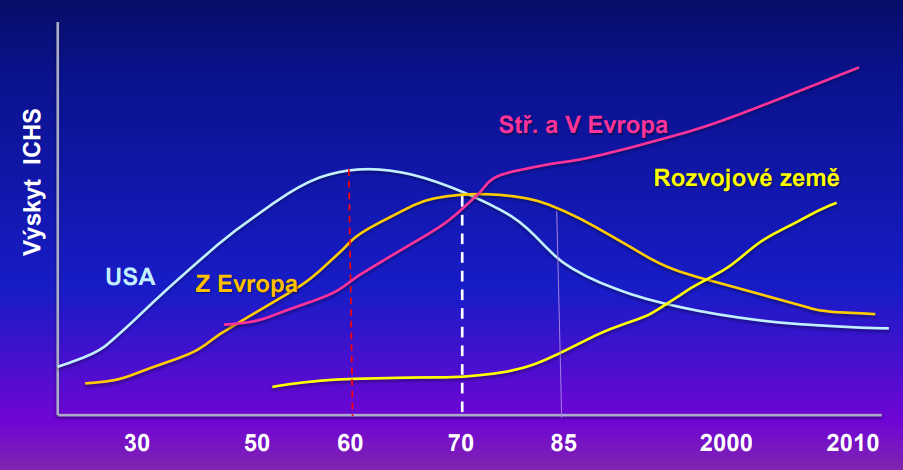 Výskyt ICHS
Stř. a V Evropa
Rozvojové země
USA
Z Evropa
30 50 60 70 85 2000 2010